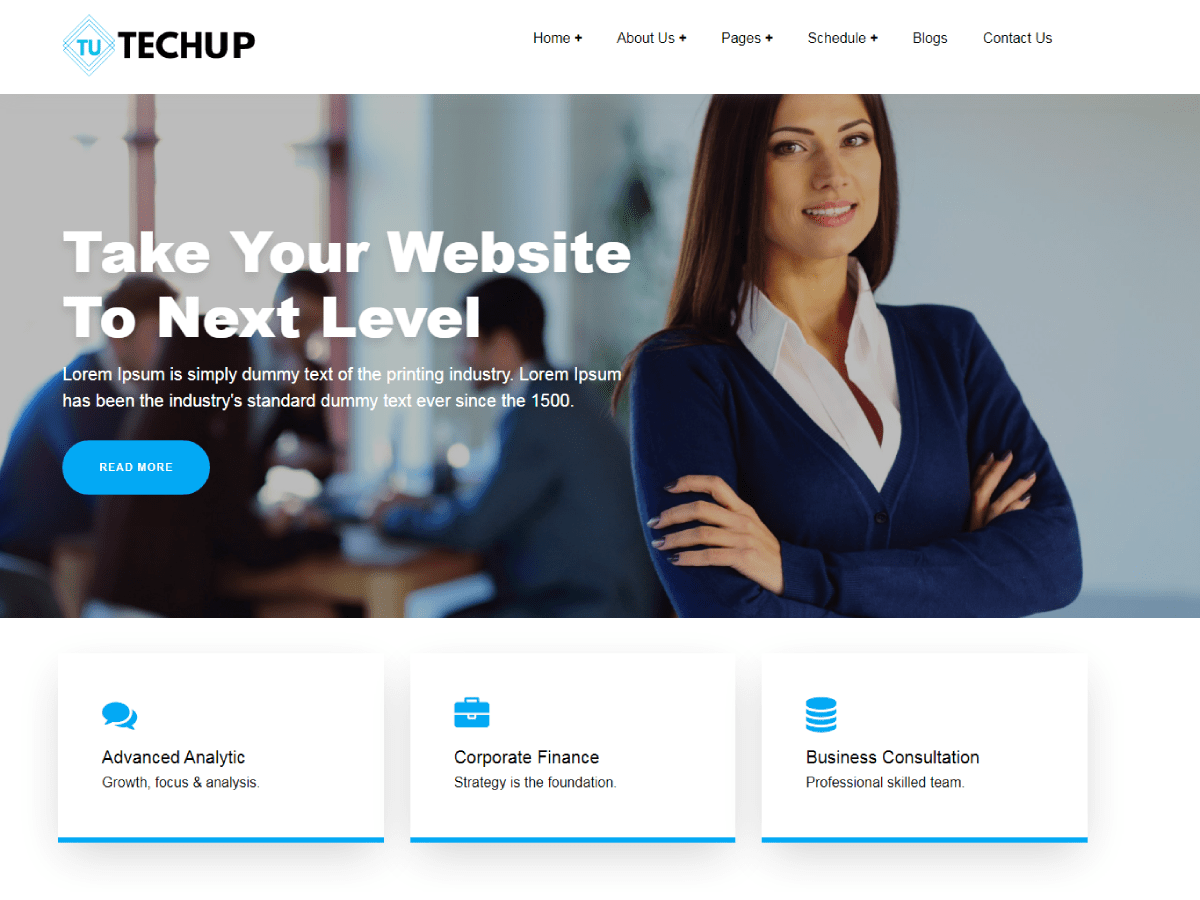 TU TECHUP
Home + About Us + Pages + Schedule + Blogs Contact Us
Take Your Website
To Next Level
Lorem Ipsum is simply dummy text of the printing industry. Lorem Ipsum
has been the industry's standard dummy text ever since the 1500.
READ MORE
Advanced Analytic
Growth, focus & analysis.
Corporate Finance
Strategy is the foundation.
Business Consultation
Professional skilled team.